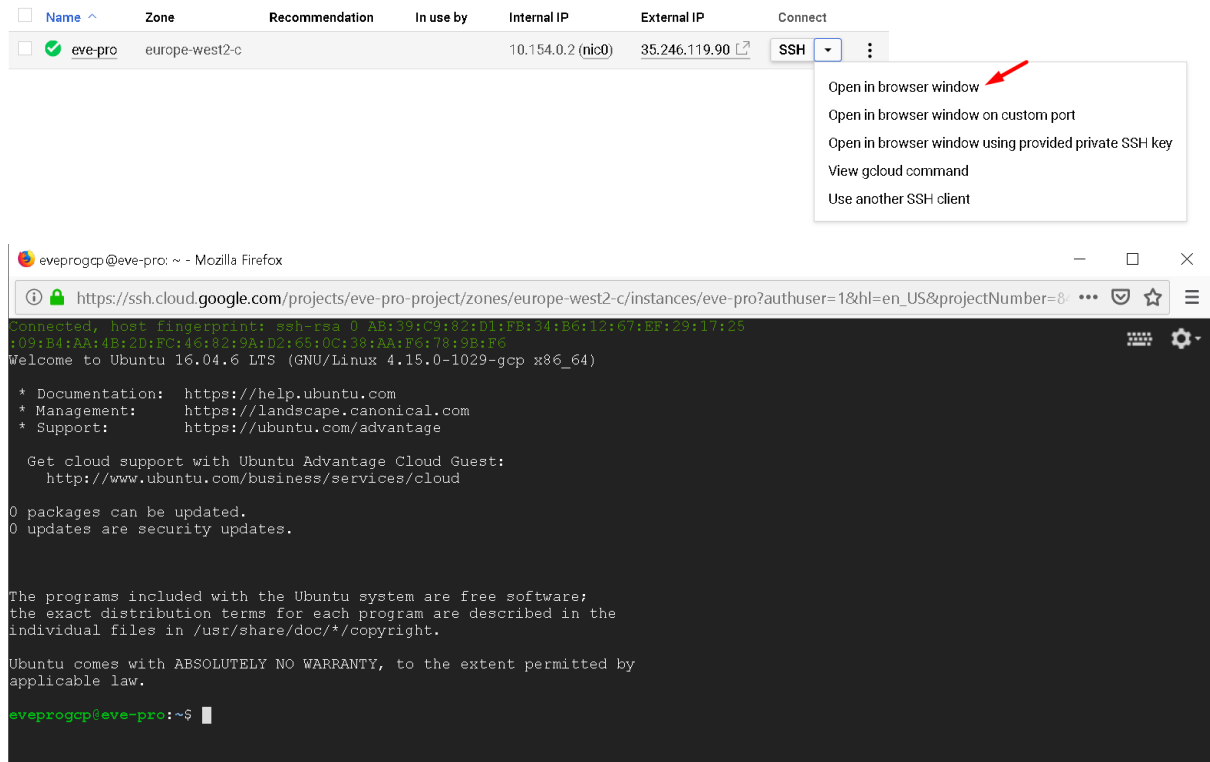 Name Zone Recommendation In use by Internal IP External IP Connect
eve-pro europe-west2-c 10.154.0.2 (nic0) 35.246.119.90 SSH
Open in browser window
Open in browser window on custom port
Open in browser window using provided private SSH key
View gcloud command
Use another SSH client
eveprogcp@eve-pro: ~ - Mozilla Firefox
https://ssh.cloud.google.com/projects/eve-pro-project/zones/europe-west2-c/instances/eve-pro?authuser=1&hl=en_US&projectNumber=8
Connected, host fingerprint: ssh-rsa 0 AB:39:C9:82:D1:FB:34:B6:12:67:EF:29:17:25
:09:B4:AA:4B:2D:FC:46:82:9A:D2:65:0C:38:AA:F6:78:9B:F6
Welcome to Ubuntu 16.04.6 LTS (GNU/Linux 4.15.0-1029-gcp x86_64)
* Documentation: https://help.ubuntu.com
* Management: https://landscape.canonical.com
* Support: https://ubuntu.com/advantage
Get cloud support with Ubuntu Advantage Cloud Guest:
http://www.ubuntu.com/business/services/cloud
0 packages can be updated.
0 updates are security updates.
The programs included with the Ubuntu system are free software;
the exact distribution terms for each program are described in the
individual files in /usr/share/doc/*/copyright.
Ubuntu comes with ABSOLUTELY NO WARRANTY, to the extent permitted by
applicable law.
eveprogcp@eve-pro:~$